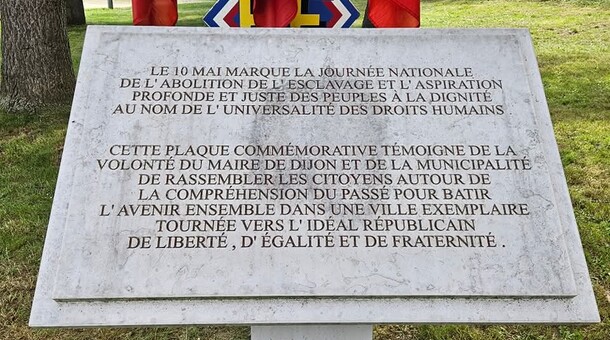 LE 10 MAI MARQUE LA JOURNÉE NATIONALE
DE L' ABOLITION DE L' ESCLAVAGE ET L' ASPIRATION
PROFONDE ET JUSTE DES PEUPLES À LA DIGNITÉ
AU NOM DE L' UNIVERSALITÉ DES DROITS HUMAINS .
CETTE PLAQUE COMMÉMORATIVE TÉMOIGNE DE LA
VOLONTÉ DU MAIRE DE DIJON ET DE LA MUNICIPALITÉ
DE RASSEMBLER LES CITOYENS AUTOUR DE
LA COMPRÉHENSION DU PASSÉ POUR BATIR
L' AVENIR ENSEMBLE DANS UNE VILLE EXEMPLAIRE
TOURNÉE VERS L' IDÉAL RÉPUBLICAIN
DE LIBERTÉ , D' ÉGALITÉ ET DE FRATERNITÉ .